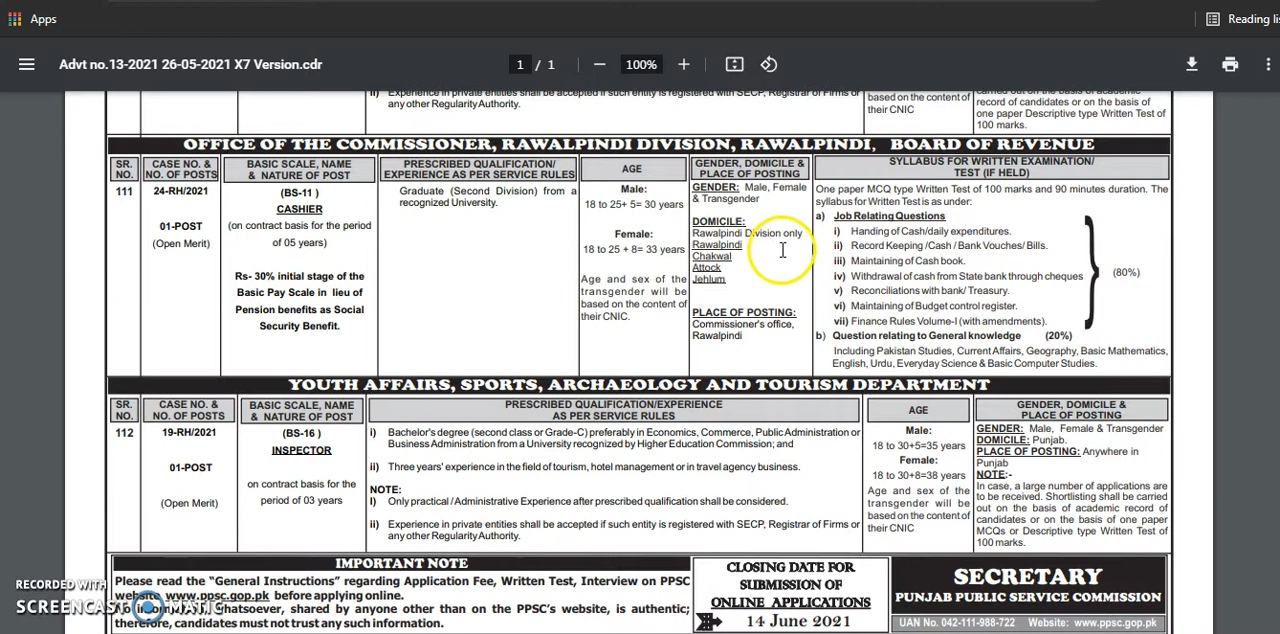 Apps
Reading lis
Advt no.13-2021 26-05-2021 X7 Version.cdr
1 / 1
100%
ii) Experience in private entities shall be accepted if such entity is registered with SECP, Registrar of Firms or
any other Regularity Authority.
based on the content of
their CNIC
carried out on the basis of academic
record of candidates or on the basis of
one paper Descriptive type Written Test of
100 marks.
OFFICE OF THE COMMISSIONER, RAWALPINDI DIVISION, RAWALPINDI, BOARD OF REVENUE
SR.
NO.
CASE NO. &
NO. OF POSTS
BASIC SCALE, NAME
& NATURE OF POST
PRESCRIBED QUALIFICATION/
EXPERIENCE AS PER SERVICE RULES
AGE
GENDER, DOMICILE &
PLACE OF POSTING
SYLLABUS FOR WRITTEN EXAMINATION/
TEST (IF HELD)
111
24-RH/2021
01-POST
(Open Merit)
(BS-11 )
CASHIER
(on contract basis for the period
of 05 years)
Rs- 30% initial stage of the
Basic Pay Scale in lieu of
Pension benefits as Social
Security Benefit.
Graduate (Second Division) from a
recognized University.
Male:
18 to 25+ 5= 30 years
Female:
18 to 25 + 8= 33 years
Age and sex of the
transgender will be
based on the content of
their CNIC.
GENDER: Male, Female
& Transgender
DOMICILE:
Rawalpindi Division only
Rawalpindi
Chakwal
Attock
Jehlum
PLACE OF POSTING:
Commissioner's office,
Rawalpindi
One paper MCQ type Written Test of 100 marks and 90 minutes duration. The
syllabus for Written Test is as under:
a) Job Relating Questions
i) Handing of Cash/daily expenditures.
ii) Record Keeping /Cash / Bank Vouches/ Bills.
iii) Maintaining of Cash book.
iv) Withdrawal of cash from State bank through cheques
v) Reconciliations with bank/ Treasury.
vi) Maintaining of Budget control register.
vii) Finance Rules Volume-I (with amendments).
(80%)
b) Question relating to General knowledge (20%)
Including Pakistan Studies, Current Affairs, Geography, Basic Mathematics,
English, Urdu, Everyday Science & Basic Computer Studies.
YOUTH AFFAIRS, SPORTS, ARCHAEOLOGY AND TOURISM DEPARTMENT
SR.
NO.
CASE NO. &
NO. OF POSTS
BASIC SCALE, NAME
& NATURE OF POST
PRESCRIBED QUALIFICATION/EXPERIENCE
AS PER SERVICE RULES
AGE
GENDER, DOMICILE &
PLACE OF POSTING
112
19-RH/2021
01-POST
(Open Merit)
(BS-16 )
INSPECTOR
on contract basis for the
period of 03 years
i) Bachelor's degree (second class or Grade-C) preferably in Economics, Commerce, Public Administration or
Business Administration from a University recognized by Higher Education Commission; and
ii) Three years' experience in the field of tourism, hotel management or in travel agency business.
NOTE:
I) Only practical / Administrative Experience after prescribed qualification shall be considered.
ii) Experience in private entities shall be accepted if such entity is registered with SECP, Registrar of Firms or
any other Regularity Authority.
Male:
18 to 30+5=35 years
Female:
18 to 30+8=38 years
Age and sex of the
transgender will be
based on the content of
their CNIC
GENDER: Male, Female & Transgender
DOMICILE: Punjab.
PLACE OF POSTING: Anywhere in
Punjab
NOTE:-
In case, a large number of applications are
to be received. Shortlisting shall be carried
out on the basis of academic record of
candidates or on the basis of one paper
MCQs or Descriptive type Written Test of
100 marks.
IMPORTANT NOTE
Please read the "General Instructions" regarding Application Fee, Written Test, Interview on PPSC
website www.ppsc.gop.pk before applying online.
whatsoever, shared by anyone other than on the PPSC's website, is authentic;
therefore, candidates must not trust any such information.
CLOSING DATE FOR
SUBMISSION OF
ONLINE APPLICATIONS
14 June 2021
SECRETARY
PUNJAB PUBLIC SERVICE COMMISSION
UAN No. 042-111-988-722 Website: www.ppsc.gop.pk
RECORDED WITH
SCREENCAST MATIC